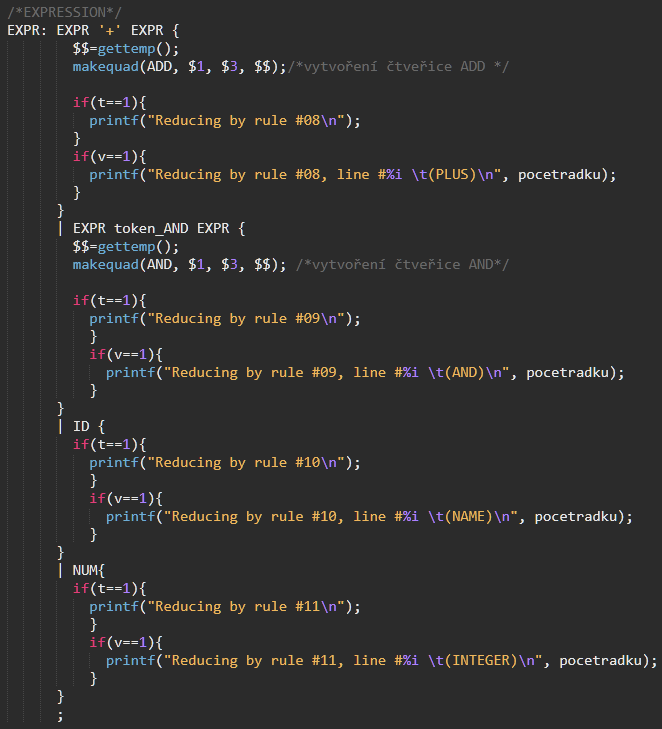 /*EXPRESSION*/
EXPR: EXPR '+' EXPR {
$$=gettemp();
makequad(ADD, $1, $3, $$);/*vytvoření čtveřice ADD */
if(t==1){
printf("Reducing by rule #08\n");
}
if(v==1){
printf("Reducing by rule #08, line #%i \t(PLUS)\n", pocetradku);
}
}
| EXPR token_AND EXPR {
$$=gettemp();
makequad(AND, $1, $3, $$); /*vytvoření čtveřice AND*/
if(t==1){
printf("Reducing by rule #09\n");
}
if(v==1){
printf("Reducing by rule #09, line #%i \t(AND)\n", pocetradku);
}
}
| ID {
if(t==1){
printf("Reducing by rule #10\n");
}
if(v==1){
printf("Reducing by rule #10, line #%i \t(NAME)\n", pocetradku);
}
}
| NUM{
if(t==1){
printf("Reducing by rule #11\n");
}
if(v==1){
printf("Reducing by rule #11, line #%i \t(INTEGER)\n", pocetradku);
}
}
;